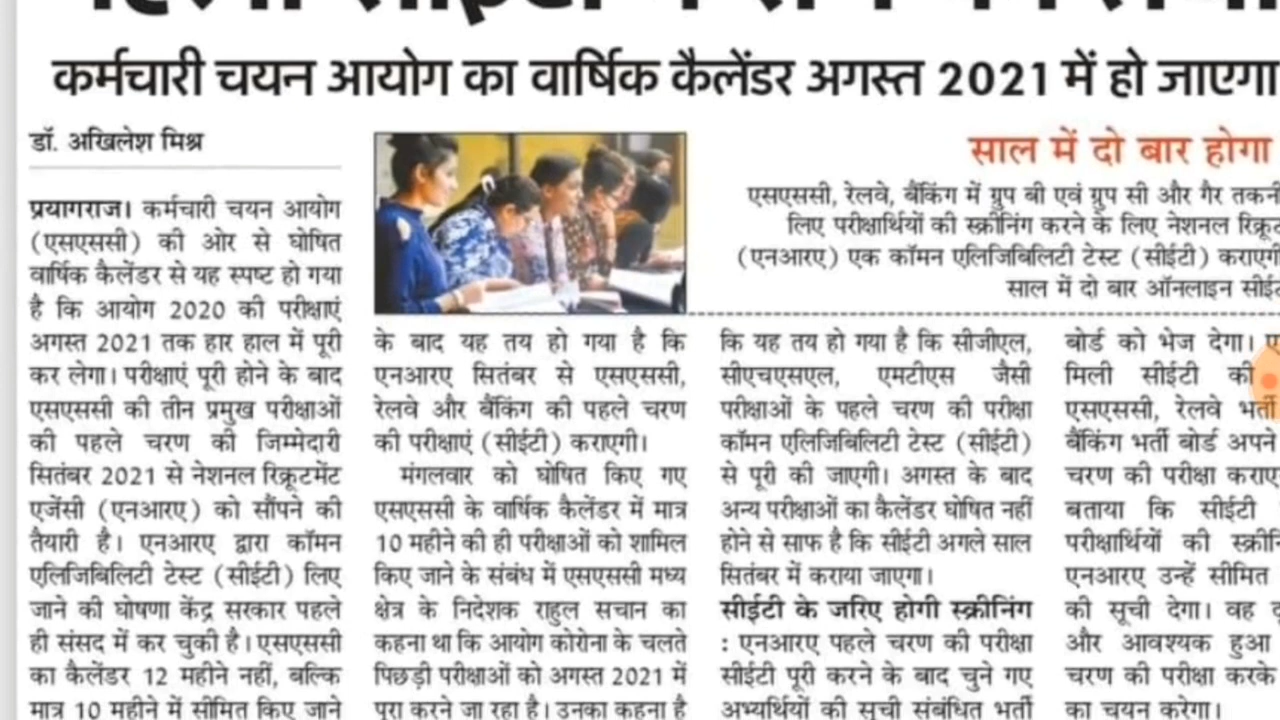 कर्मचारी चयन आयोग का वार्षिक कैलेंडर अगस्त 2021 में हो जाएगा
डॉ. अखिलेश मिश्र
प्रयागराज। कर्मचारी चयन आयोग
(एसएससी) की ओर से घोषित
वार्षिक कैलेंडर से यह स्पष्ट हो गया
है कि आयोग 2020 की परीक्षाएं
अगस्त 2021 तक हार हाल में पूरी
कर लेगा। परीक्षाएं पूरी होने के बाद
एसएससी की तीन प्रमुख परीक्षाओं
की पहले चरण की जिम्मेदारी
सितंबर 2021 से नेशनल रिक्रूटमेंट
एजेंसी (एनआरए) को सौंपने की
तैयारी है। एनआरए द्वारा कॉमन
एलिजिबिलिटी टेस्ट (सीईटी) लिए
जाने की घोषणा केंद्र सरकार पहले
ही संसद में कर चुकी है। एसएससी
का कैलेंडर 12 महीने नहीं, बल्कि
मात्र 10 महीने में सीमित किए जाने
के बाद यह तय हो गया है कि
एनआरए सितंबर से एसएससी,
रेलवे और बैंकिंग की पहले चरण
की परीक्षाएं (सीईटी) कराएगी।
मंगलवार को घोषित किए गए
एसएससी के वार्षिक कैलेंडर में मात्र
10 महीने की ही परीक्षाओं को शामिल
किए जाने के संबंध में एसएससी मध्य
क्षेत्र के निदेशक राहुल सचान का
कहना था कि आयोग कोरोना के चलते
पिछड़ी परीक्षाओं को अगस्त 2021 में
पूरा करने जा रहा है। उनका कहना है
साल में दो बार होगा
एसएससी, रेलवे, बैंकिंग में ग्रुप बी एवं ग्रुप सी और गैर
लिए परीक्षार्थियों की स्क्रीनिंग करने के लिए नेशनल
(एनआरए) एक कॉमन एलिजिबिलिटी टेस्ट (सीईटी)
साल में दो बार ऑनलाइन
कि यह तय हो गया है कि सीजीएल,
सीएचएसएल, एमटीएस जैसी
परीक्षाओं के पहले चरण की परीक्षा
कॉमन एलिजिबिलिटी टेस्ट (सीईटी)
से पूरी की जाएगी। अगस्त के बाद
अन्य परीक्षाओं का कैलेंडर घोषित नहीं
होने से साफ है कि सीईटी अगले साल
सितंबर में कराया जाएगा।
सीईटी के जरिए होगी स्क्रीनिंग
: एनआरए पहले चरण की परीक्षा
सीईटी पूरी करने के बाद चुने गए
अभ्यर्थियों की सूची संबंधित भर्ती
बोर्ड को भेज देगा।
मिली सीईटी की
एसएससी, रेलवे भर्ती
बैंकिंग भर्ती बोर्ड अपने
चरण की परीक्षा
बताया कि सीईटी
परीक्षार्थियों की
एनआरए उन्हें सीमित
की सूची देगा। वह
और आवश्यक हुआ
चरण की परीक्षा करके
का चयन करेगा।